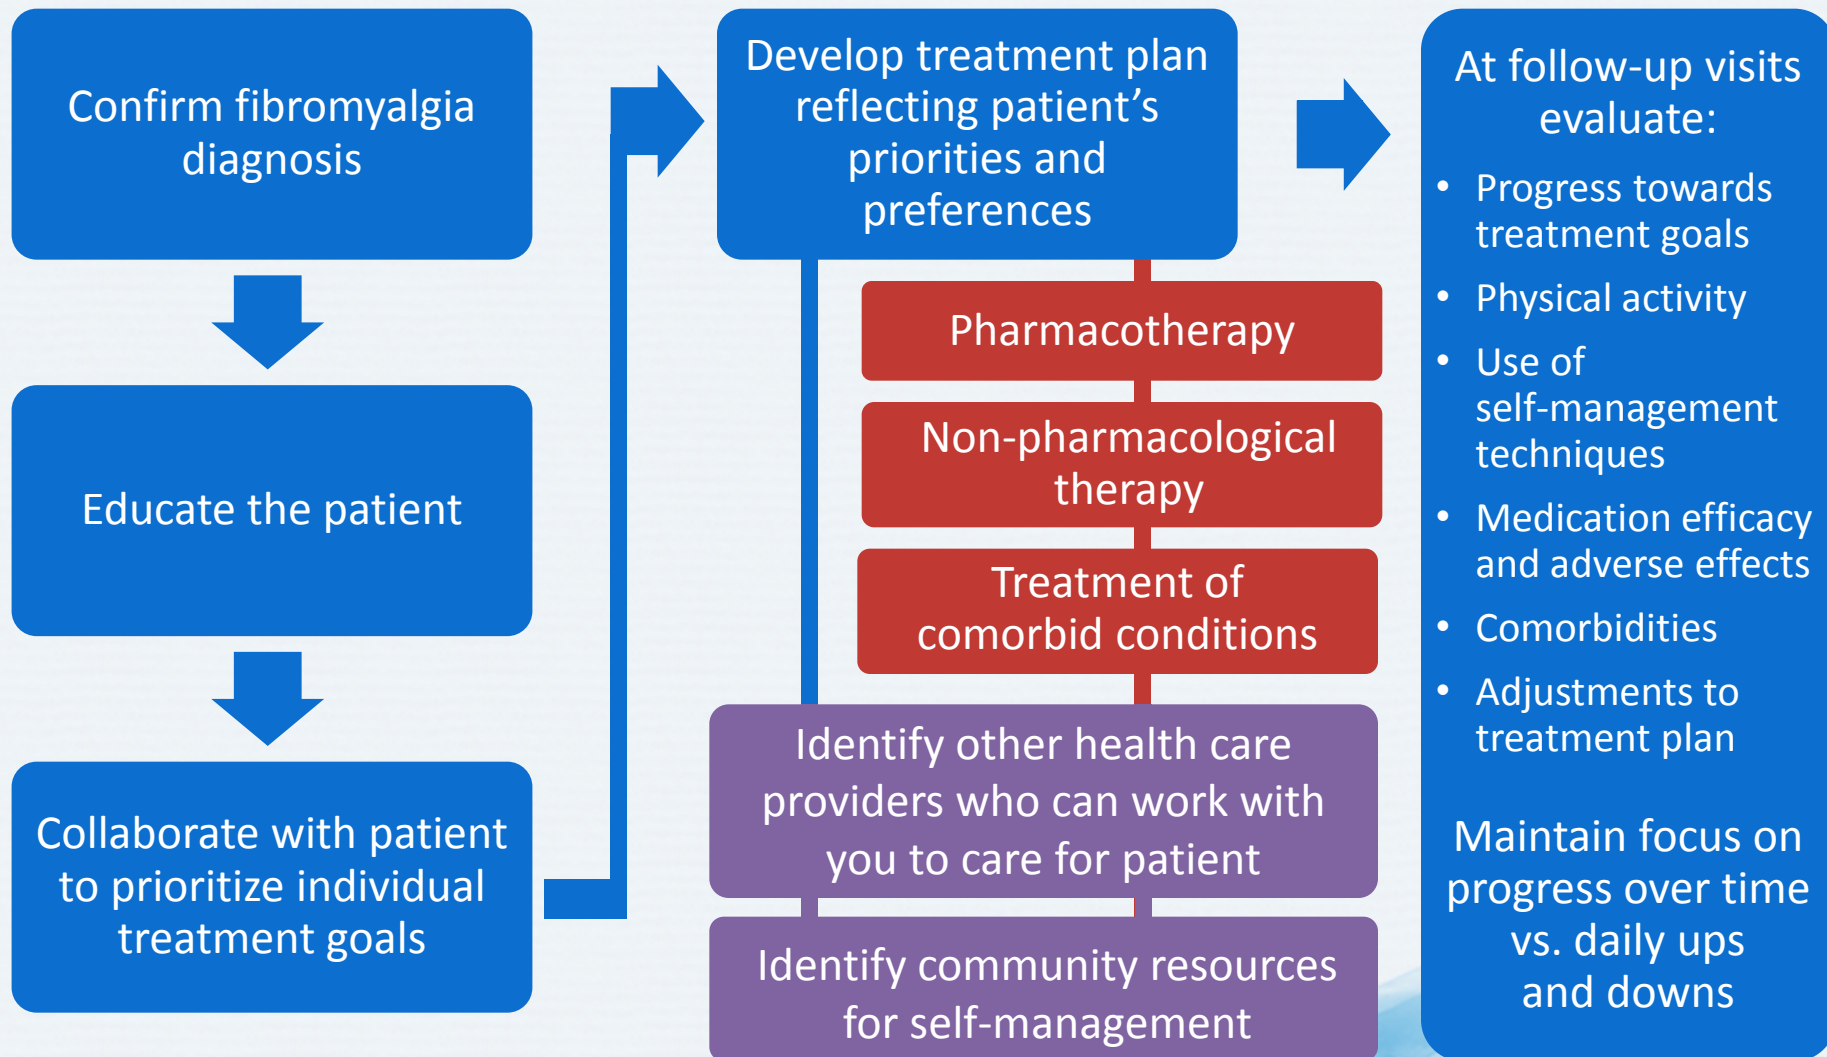 Confirm fibromyalgia
diagnosis
Educate the patient
Collaborate with patient
to prioritize individual
treatment goals
Develop treatment plan
reflecting patient’s
priorities and
preferences
Pharmacotherapy
Non-pharmacological
therapy
Treatment of
comorbid conditions
Identify other health care
providers who can work with
you to care for patient
Identify community resources
for self-management
At follow-up visits
evaluate:
• Progress towards
treatment goals
• Physical activity
• Use of
self-management
techniques
• Medication efficacy
and adverse effects
• Comorbidities
• Adjustments to
treatment plan
Maintain focus on
progress over time
vs. daily ups
and downs